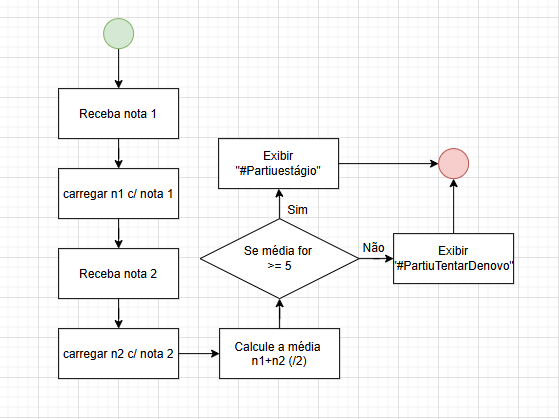 Receba nota 1
carregar n1 c/ nota 1
Receba nota 2
carregar n2 c/ nota 2
Calcule a média
n1+n2 (/2)
Se média for
>= 5
Sim
Exibir
"#Partiuestágio"
Não
Exibir
"#PartiuTentarDenovo"